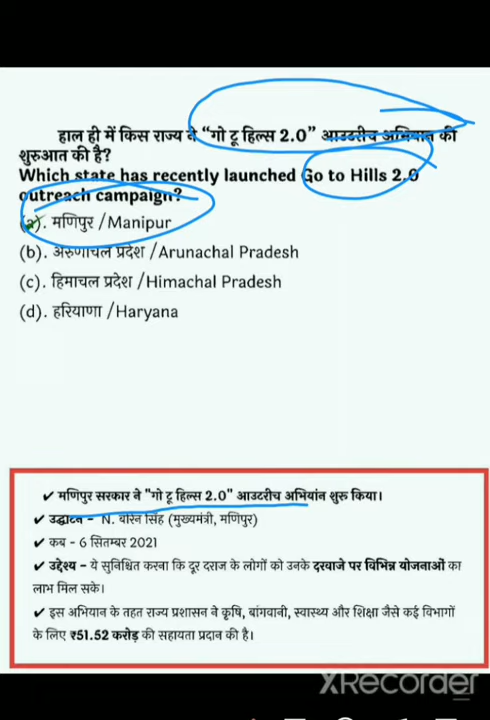 हाल ही में किस राज्य ने “गो टू हिल्स 2.0” आउटरीच अभियान की
शुरुआत की है?
Which state has recently launched Go to Hills 2.0
outreach campaign?
(a). मणिपुर /Manipur
(b). अरुणाचल प्रदेश /Arunachal Pradesh
(c). हिमाचल प्रदेश /Himachal Pradesh
(d). हरियाणा /Haryana
✔ मणिपुर सरकार ने "गो टू हिल्स 2.0" आउटरीच अभियांन शुरू किया।
✔ उद्घाटन – N. बीरेन सिंह (मुख्यमंत्री, मणिपुर)
✔ कब – 6 सितम्बर 2021
✔ उद्देश्य – ये सुनिश्चित करना कि दूर दराज के लोगों को उनके दरवाजे पर विभिन्न योजनाओं का
लाभ मिल सके।
✔ इस अभियान के तहत राज्य प्रशासन ने कृषि, बांगवानी, स्वास्थ्य और शिक्षा जैसे कई विभागों
के लिए ₹51.52 करोड़ की सहायता प्रदान की है।
XRecorder